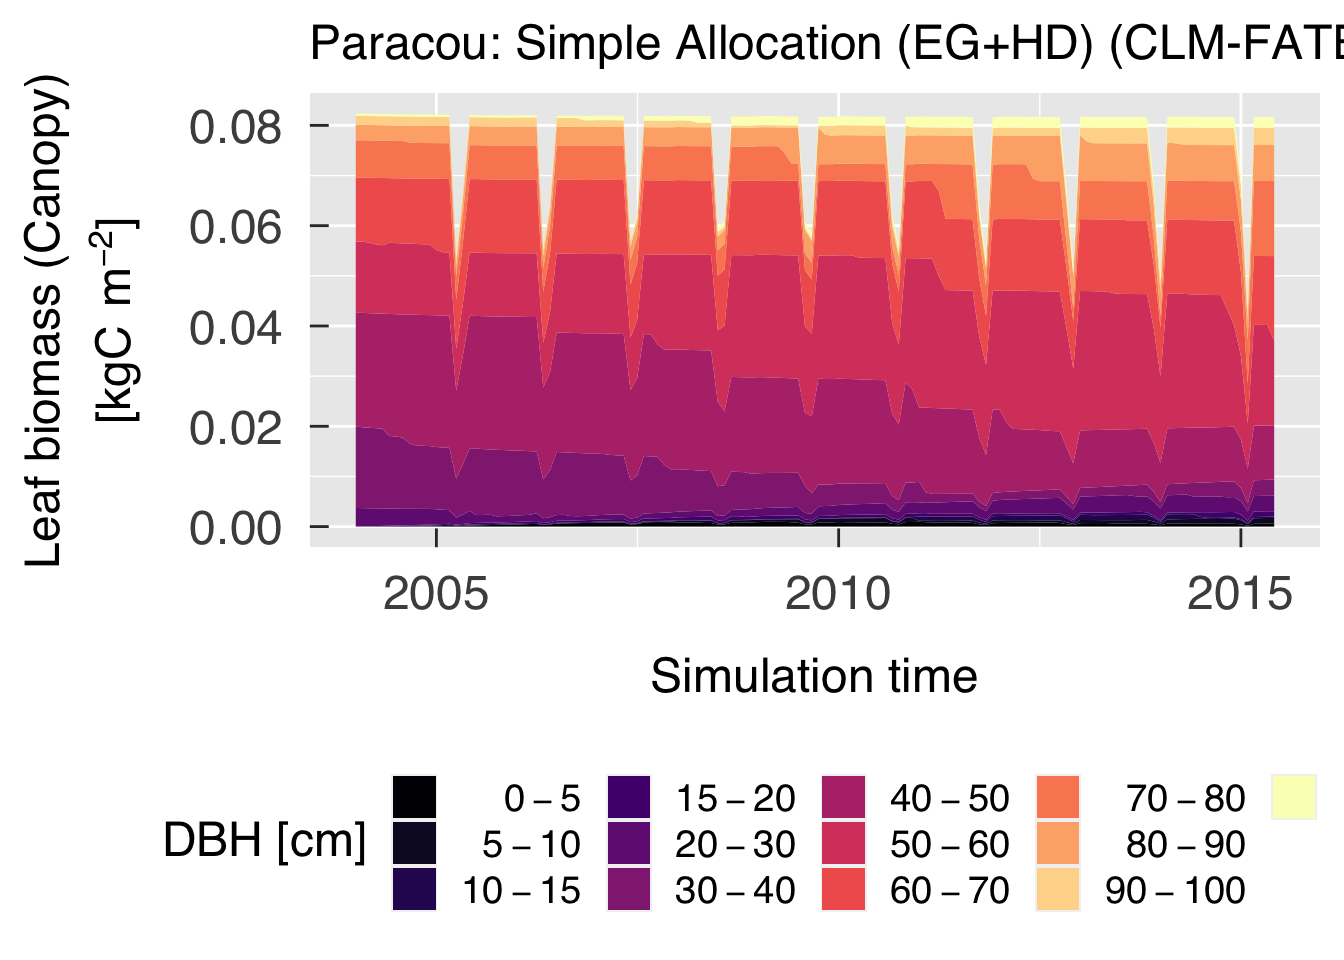 Paracou: Simple Allocation (EG+HD) (CLM-FATE
Leaf biomass (Canopy)
[kgC m⁻²]
0.08
0.06
0.04
0.02
0.00
2005 2010 2015
Simulation time
DBH [cm]
0 – 5 15 – 20 40 – 50 70 – 80
5 – 10 20 – 30 50 – 60 80 – 90
10 – 15 30 – 40 60 – 70 90 – 100